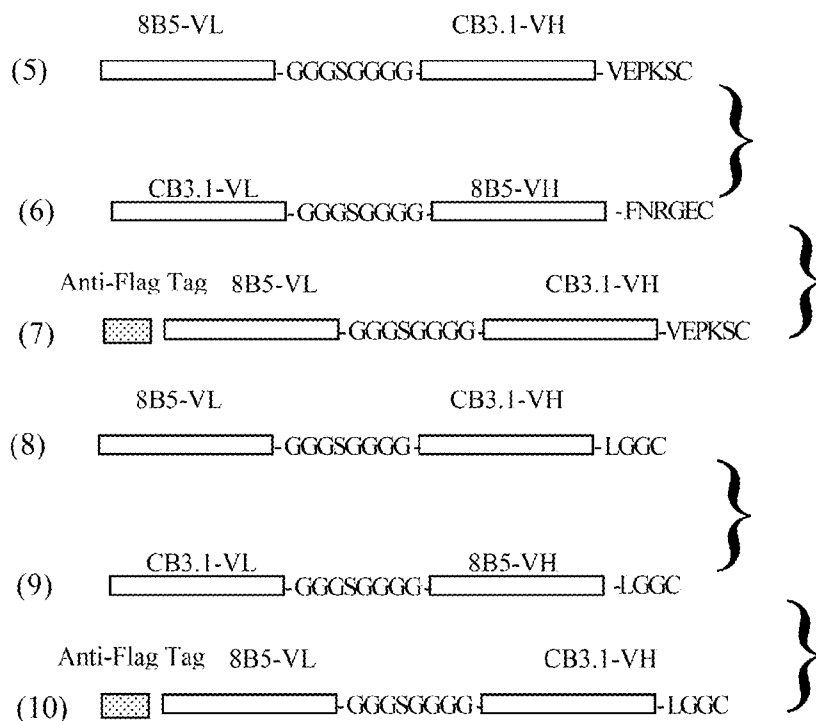 8B5-VL CB3.1-VH
(5) -GGGSGGGG- -VEPKSC
CB3.1-VL 8B5-VH
(6) -GGGSGGGG- -FNRGEC
Anti-Flag Tag 8B5-VL CB3.1-VH
(7) -GGGSGGGG- -VEPKSC
8B5-VL CB3.1-VH
(8) -GGGSGGGG- -LGGC
CB3.1-VL 8B5-VH
(9) -GGGSGGGG- -LGGC
Anti-Flag Tag 8B5-VL CB3.1-VH
(10) -GGGSGGGG- -LGGC